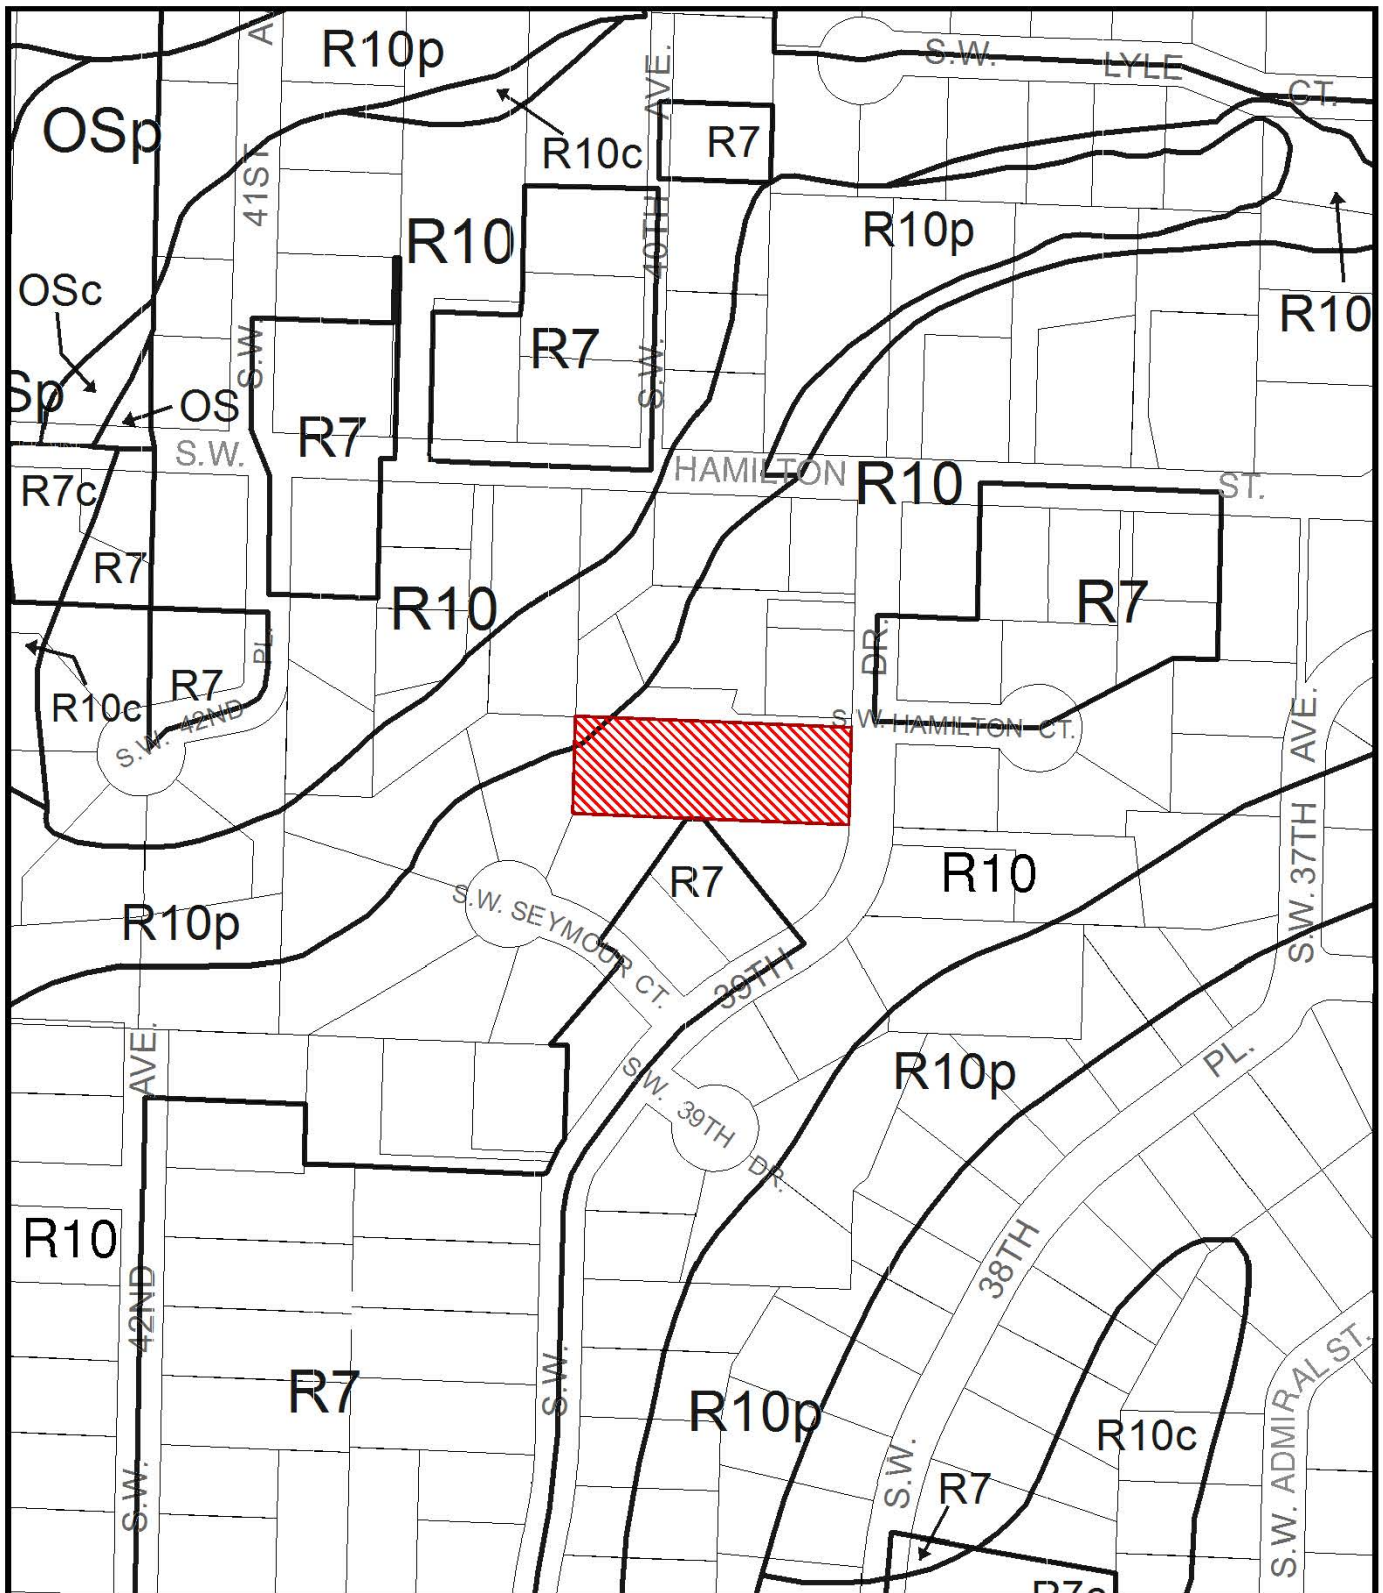 A
R10p
AVE.
S.W. LYLE CT.
OSp
R10c
R7
41ST
R10
40TH
R10p
OSc
R10
R7
S.W.
S.W.
Sp
OS
R7
S.W. HAMILTON ST.
R10
R7c
R7
R10
R7
DR.
PL.
R7
R10c
S.W. 42ND
S.W. HAMILTON CT.
AVE.
R7
R10
S.W. 37TH
S.W. SEYMOUR CT.
R10p
39TH
AVE.
R10p
PL.
S.W. 39TH DR.
R10
38TH
42ND
S.W.
R7
R10p
R10c
S.W. ADMIRAL ST.
S.W.
R7
S.W.